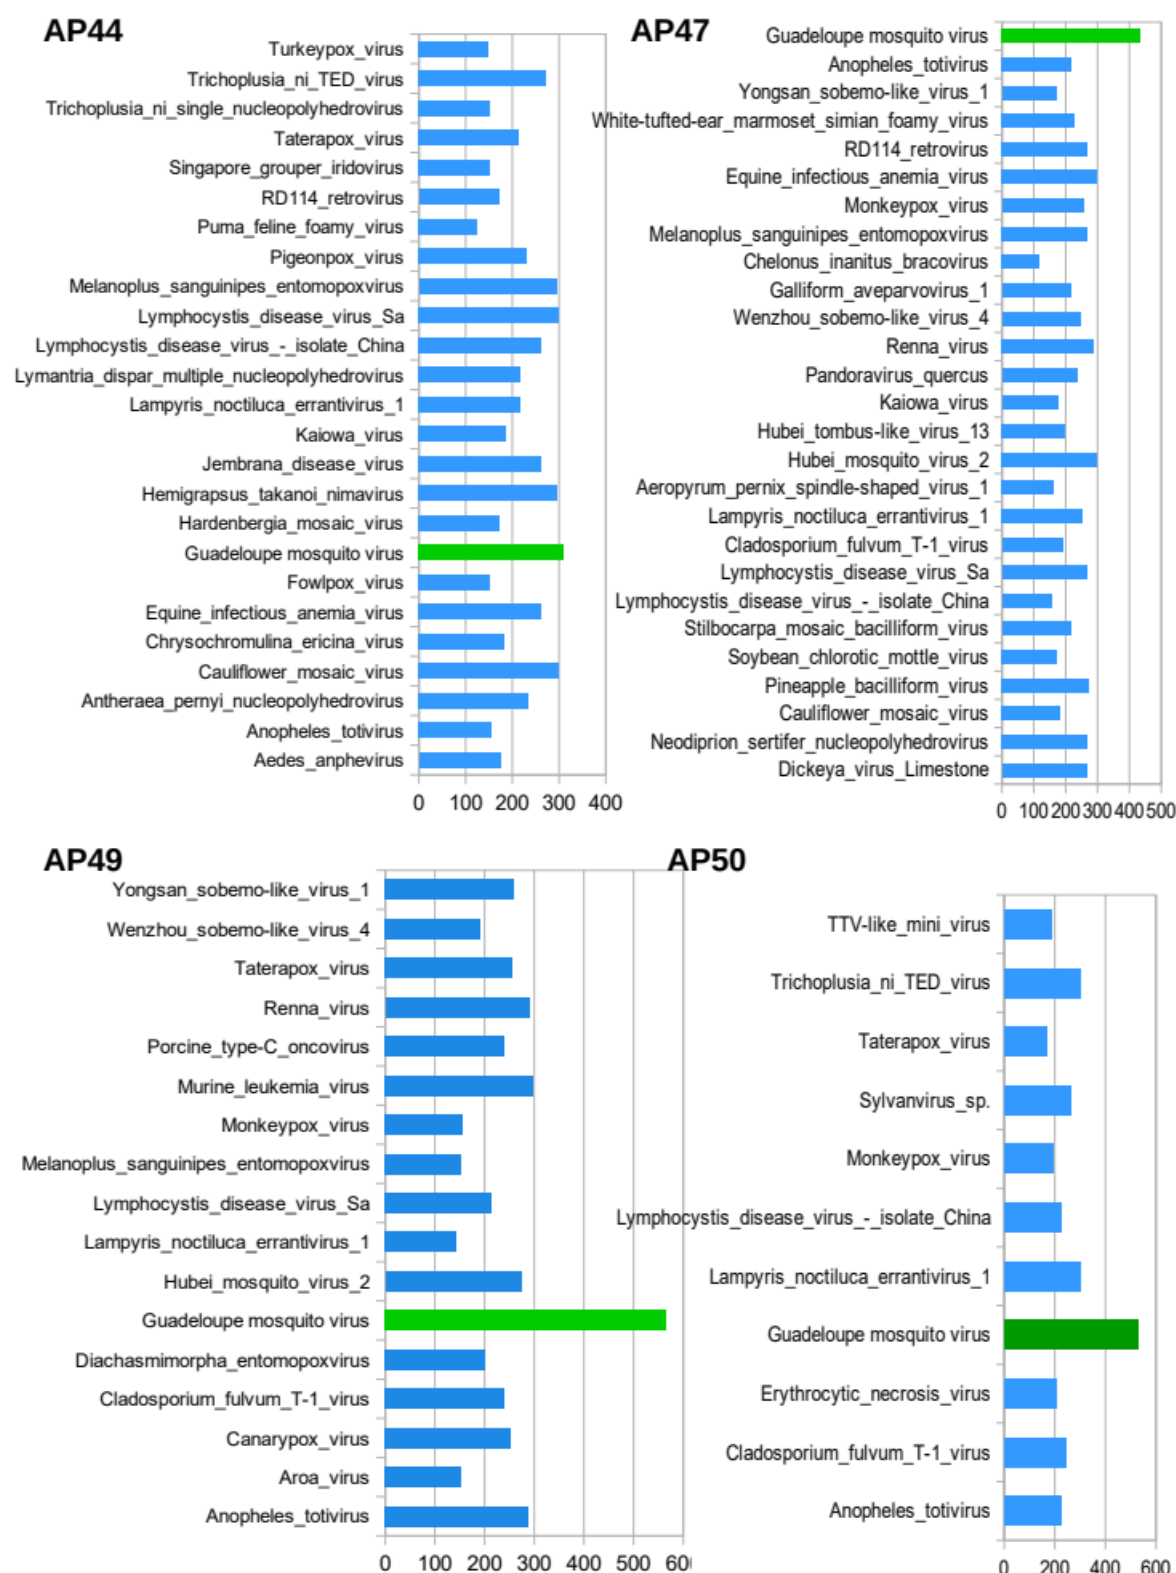 AP44
Turkeypox_virus
Trichoplusia_ni_TED_virus
Trichoplusia_ni_single_nucleopolyhedrovirus
Taterapox_virus
Singapore_grouper_iridovirus
RD114_retrovirus
Puma_feline_foamy_virus
Pigeonpox_virus
Melanoplus_sanguinipes_entomopoxvirus
Lymphocystis_disease_virus_Sa
Lymphocystis_disease_virus_-_isolate_China
Lymantria_dispar_multiple_nucleopolyhedrovirus
Lampyris_noctiluca_errantivirus_1
Kaiowa_virus
Jembrana_disease_virus
Hemigrapsus_takanoi_nimavirus
Hardenbergia_mosaic_virus
Guadeloupe mosquito virus
Fowlpox_virus
Equine_infectious_anemia_virus
Chrysochromulina_ericina_virus
Cauliflower_mosaic_virus
Antheraea_pernyi_nucleopolyhedrovirus
Anopheles_totivirus
Aedes_anphevirus
0 100 200 300 400
AP47
Guadeloupe mosquito virus
Anopheles_totivirus
Yongsan_sobemo-like_virus_1
White-tufted-ear_marmoset_simian_foamy_virus
RD114_retrovirus
Equine_infectious_anemia_virus
Monkeypox_virus
Melanoplus_sanguinipes_entomopoxvirus
Chelonus_inanitus_bracovirus
Galliform_aveparvovirus_1
Wenzhou_sobemo-like_virus_4
Renna_virus
Pandoravirus_quercus
Kaiowa_virus
Hubei_tombus-like_virus_13
Hubei_mosquito_virus_2
Aeropyrum_pernix_spindle-shaped_virus_1
Lampyris_noctiluca_errantivirus_1
Cladosporium_fulvum_T-1_virus
Lymphocystis_disease_virus_Sa
Lymphocystis_disease_virus_-_isolate_China
Stilbocarpa_mosaic_bacilliform_virus
Soybean_chlorotic_mottle_virus
Pineapple_bacilliform_virus
Cauliflower_mosaic_virus
Neodiprion_sertifer_nucleopolyhedrovirus
Dickeya_virus_Limestone
0 100 200 300 400 500
AP49
Yongsan_sobemo-like_virus_1
Wenzhou_sobemo-like_virus_4
Taterapox_virus
Renna_virus
Porcine_type-C_oncovirus
Murine_leukemia_virus
Monkeypox_virus
Melanoplus_sanguinipes_entomopoxvirus
Lymphocystis_disease_virus_Sa
Lampyris_noctiluca_errantivirus_1
Hubei_mosquito_virus_2
Guadeloupe mosquito virus
Diachasmimorpha_entomopoxvirus
Cladosporium_fulvum_T-1_virus
Canarypox_virus
Aroa_virus
Anopheles_totivirus
0 100 200 300 400 500
AP50
TTV-like_mini_virus
Trichoplusia_ni_TED_virus
Taterapox_virus
Sylvanvirus_sp.
Monkeypox_virus
Lymphocystis_disease_virus_-_isolate_China
Lampyris_noctiluca_errantivirus_1
Guadeloupe mosquito virus
Erythrocytic_necrosis_virus
Cladosporium_fulvum_T-1_virus
Anopheles_totivirus
0 200 400 600